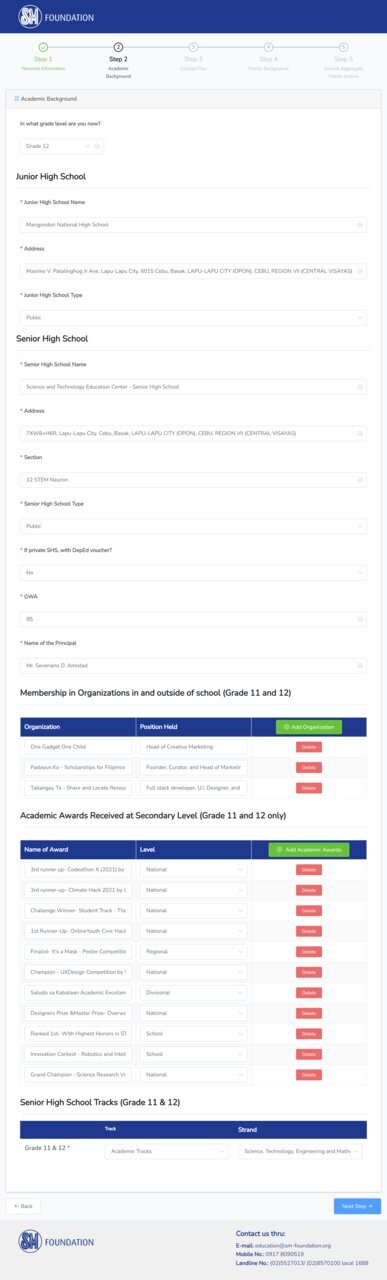 SM FOUNDATION
2 3 4 5
Step 1 Step 2 Step 3 Step 4 Step 5
Personal Information Academic Background College Plan Family Background Annual Aggregate Family Income
Academic Background
In what grade level are you now?
Grade 12
Junior High School
* Junior High School Name
Marigondon National High School
* Address
Maximo V. Patalinghug Jr Ave, Lapu-Lapu City, 6015 Cebu, Basak, LAPU-LAPU CITY (OPON), CEBU, REGION VII (CENTRAL VISAYAS)
* Junior High School Type
Public
Senior High School
* Senior High School Name
Science and Technology Education Center - Senior High School
* Address
7XW8+H6R, Lapu-Lapu City, Cebu, Basak, LAPU-LAPU CITY (OPON), CEBU, REGION VII (CENTRAL VISAYAS)
* Section
12 STEM Neuron
* Senior High School Type
Public
* If private SHS, with DepEd voucher?
No
* GWA
95
* Name of the Principal
Mr. Severiano D. Amistad
Membership in Organizations in and outside of school (Grade 11 and 12)
Organization Position Held Add Organization
One Gadget One Child Head of Creative Marketing Delete
Padayun Ku - Scholarships for Filipinos Founder, Curator, and Head of Marketir Delete
Tabangay Ta - Share and Locate Resou Full stack developer, U.I. Designer, and Delete
Academic Awards Received at Secondary Level (Grade 11 and 12 only)
Name of Award Level Add Academic Awards
3rd runner up- Codeathon X (2021) by National Delete
3rd runner-up- Climate Hack 2021 by National Delete
Challenge Winner- Student Track - The National Delete
1st Runner-Up- OnlineYouth Civic Hack National Delete
Finalist- It's a Mask - Poster Competitio Regional Delete
Champion - UXDesign Competition by National Delete
Saludo sa Kabataan Academic Excellen Divisional Delete
Designers Prize &Master Prize- Overw National Delete
Ranked 1st- With Highest Honors in School Delete
Innovation Contest - Robotics and Intel School Delete
Grand Champion - Science Research Vi National Delete
Senior High School Tracks (Grade 11 & 12)
Track Strand
Grade 11 & 12 * Academic Tracks Science, Technology, Engineering and Mathe
← Back Next Step →
SM FOUNDATION
Contact us thru:
E-mail: education@sm-foundation.org
Mobile No.: 0917 8090519
Landline No.: (02)5527013/ (02)8570100 local 1688